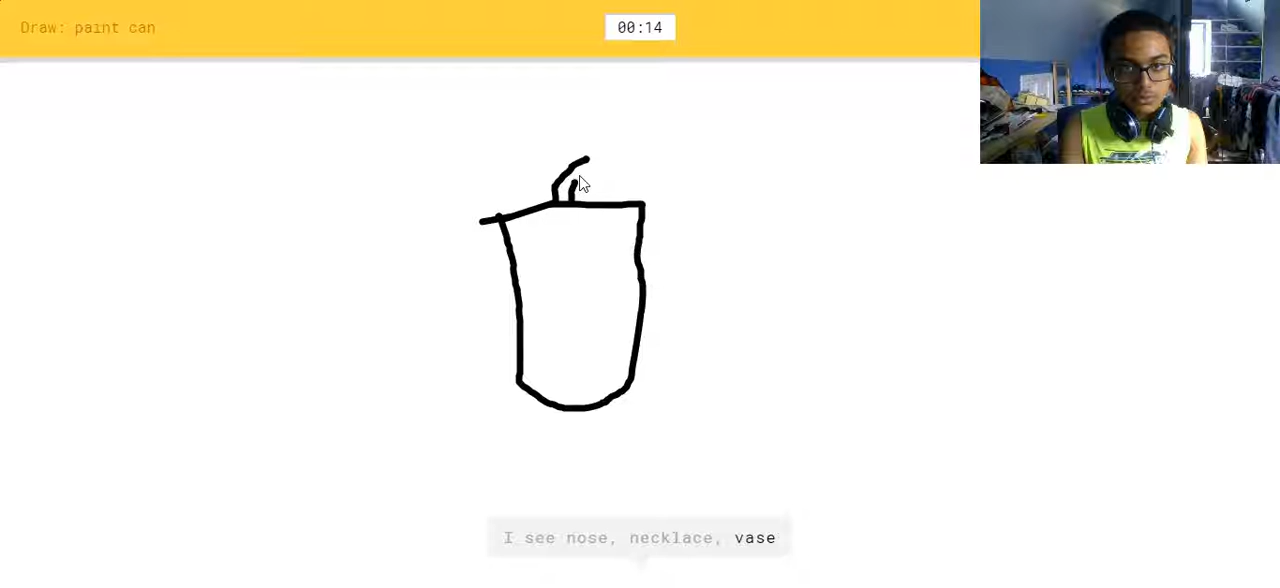 Draw: paint can
00:14
I see nose, necklace, vase